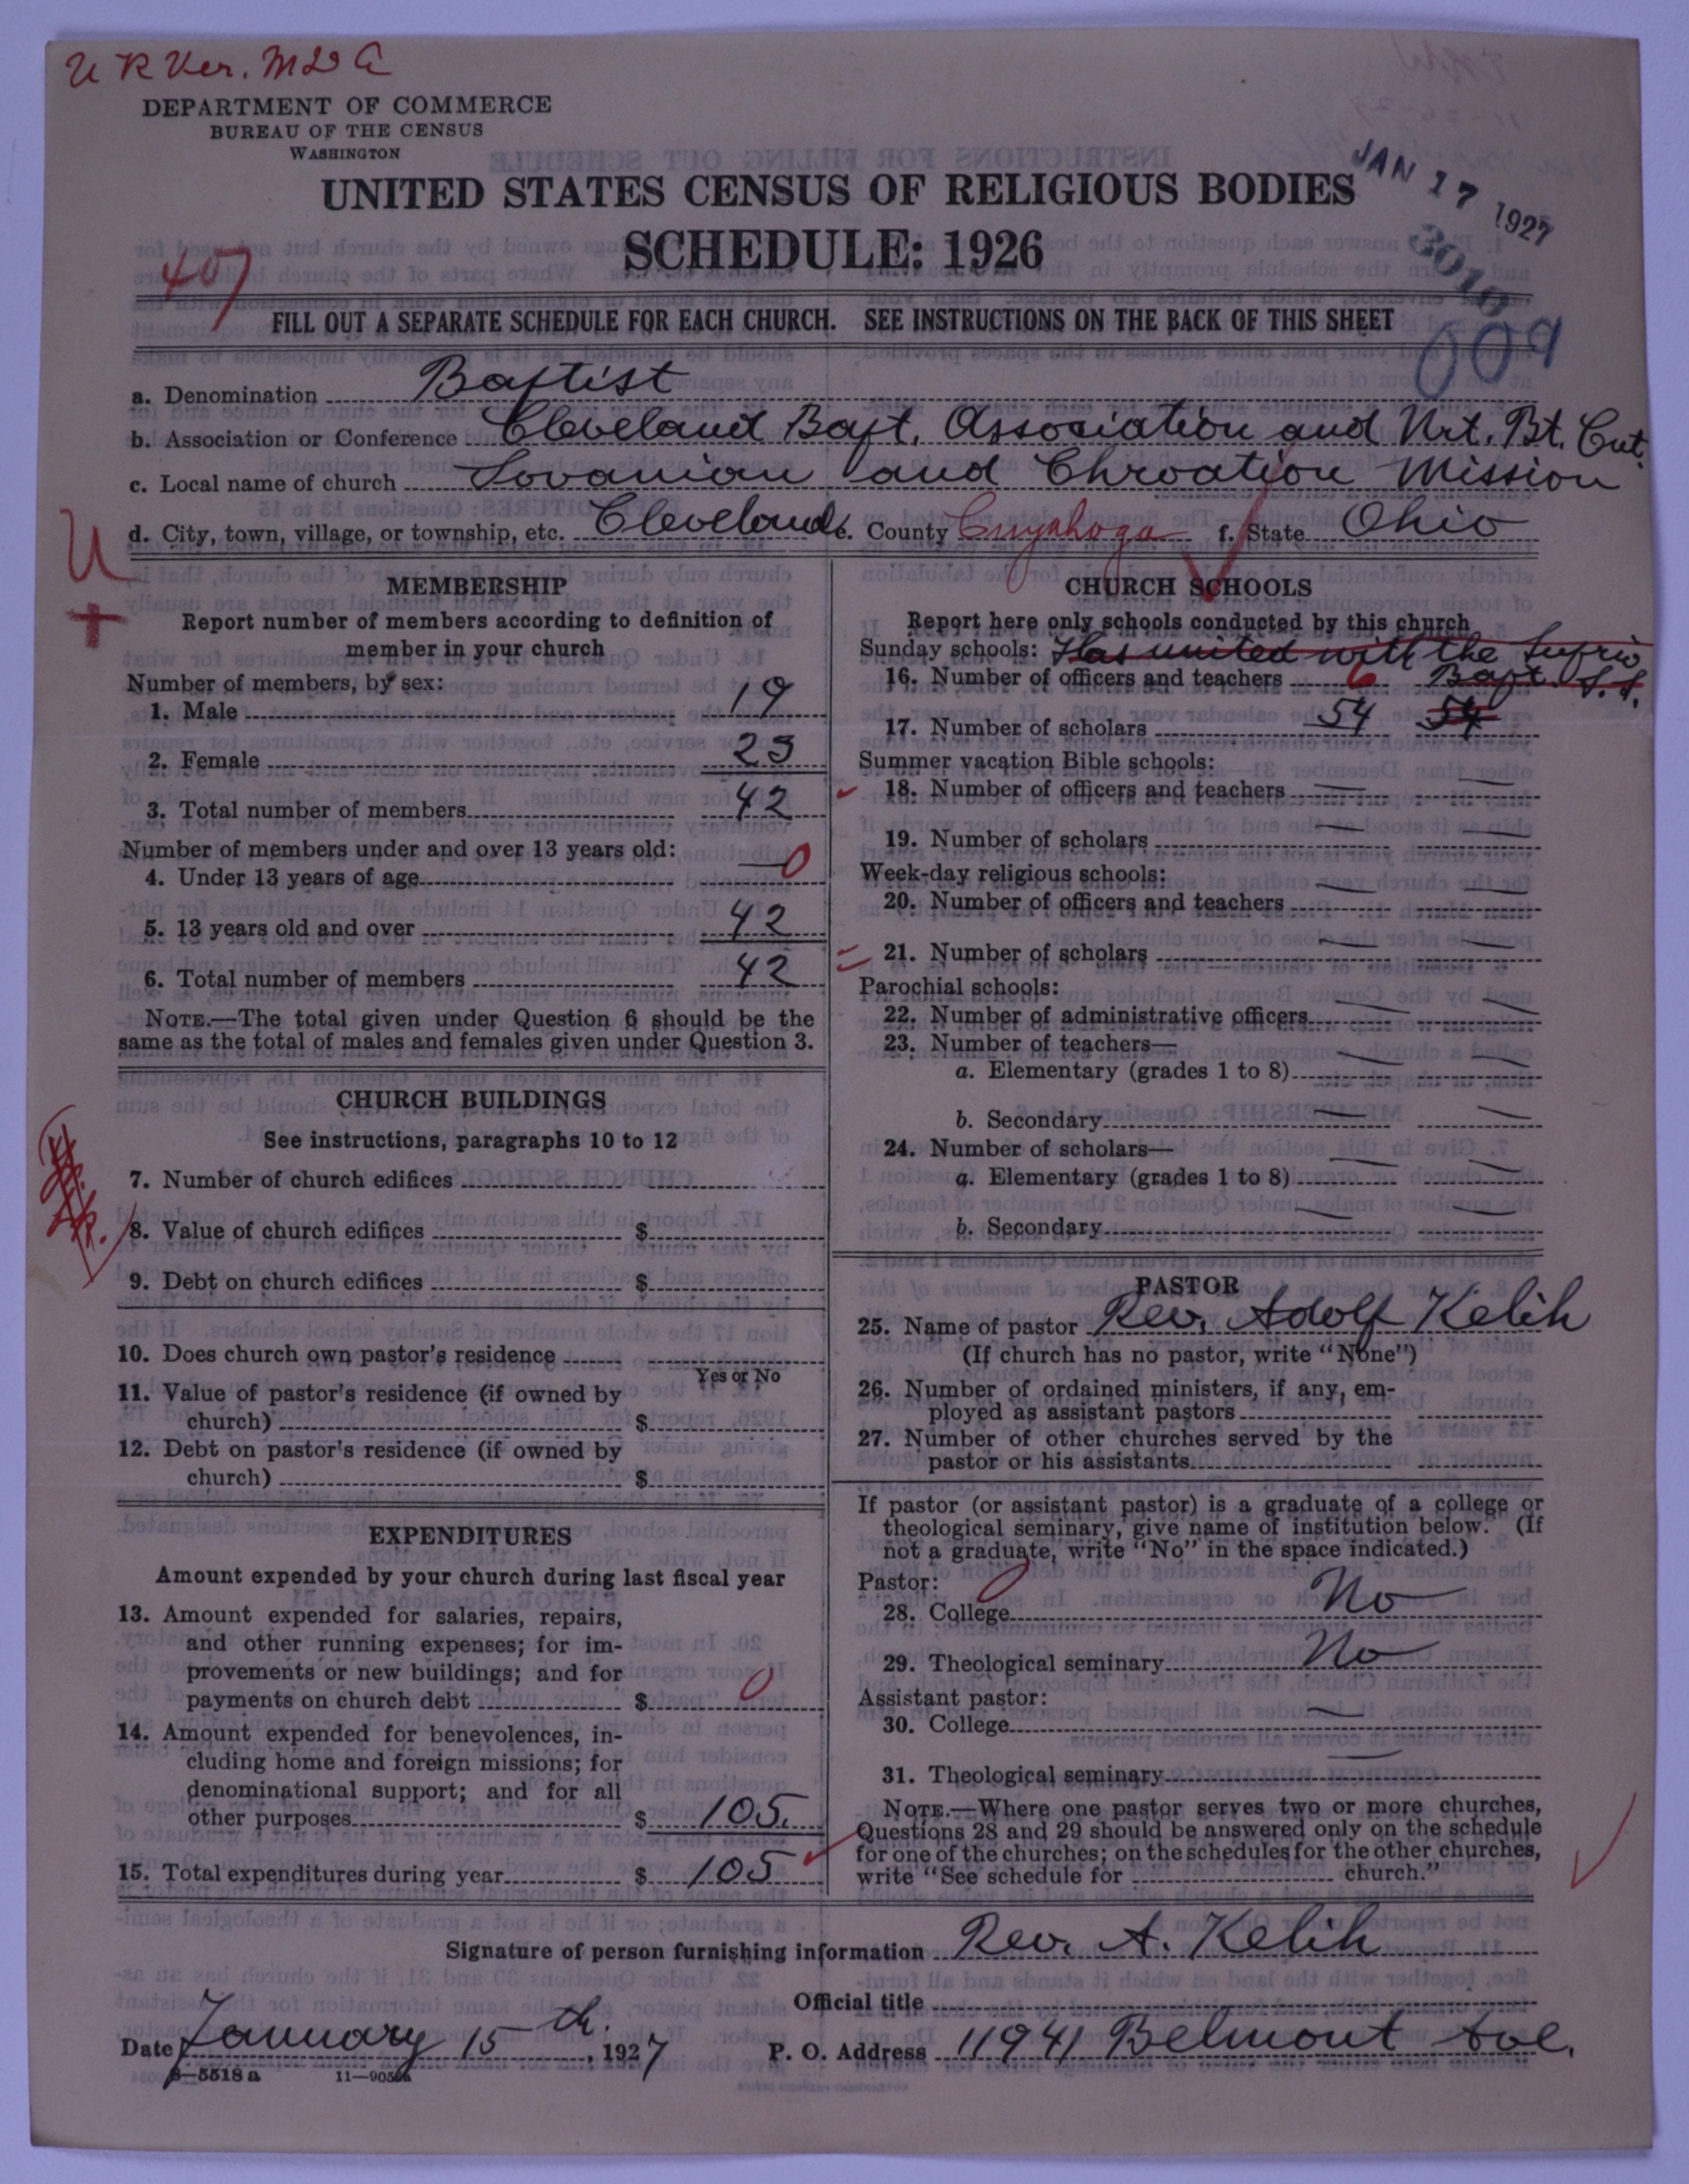 U R Ver. M L G
DEPARTMENT OF COMMERCE
BUREAU OF THE CENSUS
WASHINGTON
UNITED STATES CENSUS OF RELIGIOUS BODIES
SCHEDULE: 1926
JAN 17 1927
3010
009
407
FILL OUT A SEPARATE SCHEDULE FOR EACH CHURCH. SEE INSTRUCTIONS ON THE BACK OF THIS SHEET
a. Denomination Baptist
b. Association or Conference Cleveland Bapt. Association and Nrt. Bt. Cnt.
c. Local name of church Sovanian and Chroation Mission
d. City, town, village, or township, etc. Cleveland e. County Cuyahoga f. State Ohio
U
+
MEMBERSHIP
Report number of members according to definition of
member in your church
Number of members, by sex:
1. Male 19
2. Female 23
3. Total number of members 42
Number of members under and over 13 years old:
4. Under 13 years of age 0
5. 13 years old and over 42
6. Total number of members 42
NOTE.—The total given under Question 6 should be the
same as the total of males and females given under Question 3.
CHURCH BUILDINGS
See instructions, paragraphs 10 to 12
7. Number of church edifices
8. Value of church edifices $
9. Debt on church edifices $
10. Does church own pastor's residence
Yes or No
11. Value of pastor's residence (if owned by
church) $
12. Debt on pastor's residence (if owned by
church) $
EXPENDITURES
Amount expended by your church during last fiscal year
13. Amount expended for salaries, repairs,
and other running expenses; for im-
provements or new buildings; and for
payments on church debt $ 0
14. Amount expended for benevolences, in-
cluding home and foreign missions; for
denominational support; and for all
other purposes $ 105.
15. Total expenditures during year $ 105
CHURCH SCHOOLS
Report here only schools conducted by this church
Sunday schools: Has united with the
16. Number of officers and teachers 6 Bapt. S.S.
17. Number of scholars 54 54
Summer vacation Bible schools:
18. Number of officers and teachers — —
19. Number of scholars — —
Week-day religious schools:
20. Number of officers and teachers — —
21. Number of scholars — —
Parochial schools:
22. Number of administrative officers — —
23. Number of teachers—
a. Elementary (grades 1 to 8) — —
b. Secondary — —
24. Number of scholars—
a. Elementary (grades 1 to 8) — —
b. Secondary — —
PASTOR
25. Name of pastor Rev. Adolf Kelih
(If church has no pastor, write "None")
26. Number of ordained ministers, if any, em-
ployed as assistant pastors
27. Number of other churches served by the
pastor or his assistants
If pastor (or assistant pastor) is a graduate of a college or
theological seminary, give name of institution below. (If
not a graduate, write "No" in the space indicated.)
Pastor: 0
28. College No
29. Theological seminary No
Assistant pastor:
30. College —
31. Theological seminary —
NOTE.—Where one pastor serves two or more churches,
Questions 28 and 29 should be answered only on the schedule
for one of the churches; on the schedules for the other churches,
write "See schedule for church."
Signature of person furnishing information Rev. A. Kelih
Official title
Date January 15th., 1927 P. O. Address 11941 Belmont Ave.
8—5518 a 11—9051a